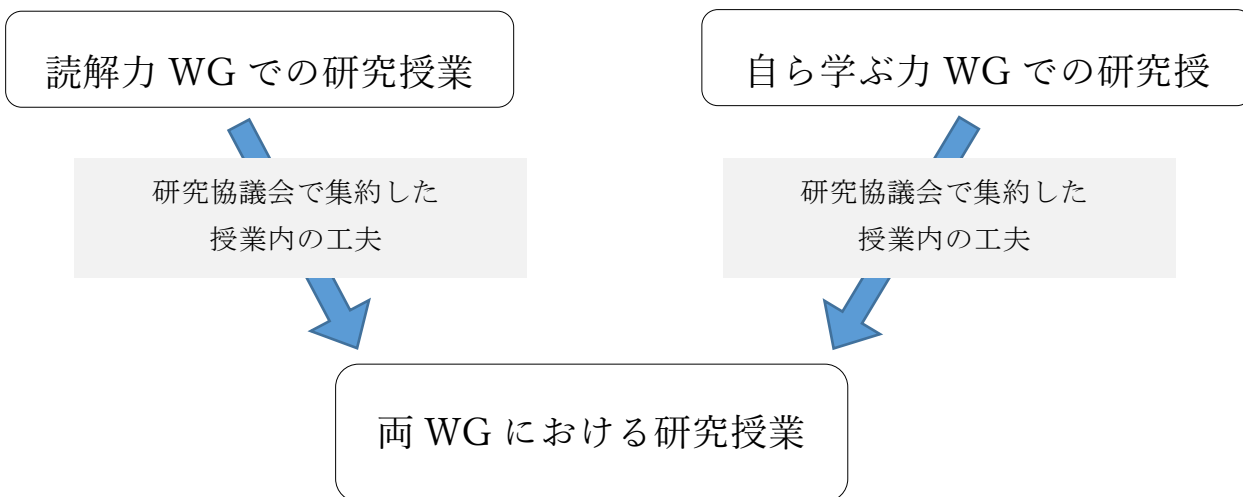 読解力 WG での研究授業
自ら学ぶ力 WG での研究授
研究協議会で集約した
授業内の工夫
研究協議会で集約した
授業内の工夫
両 WG における研究授業